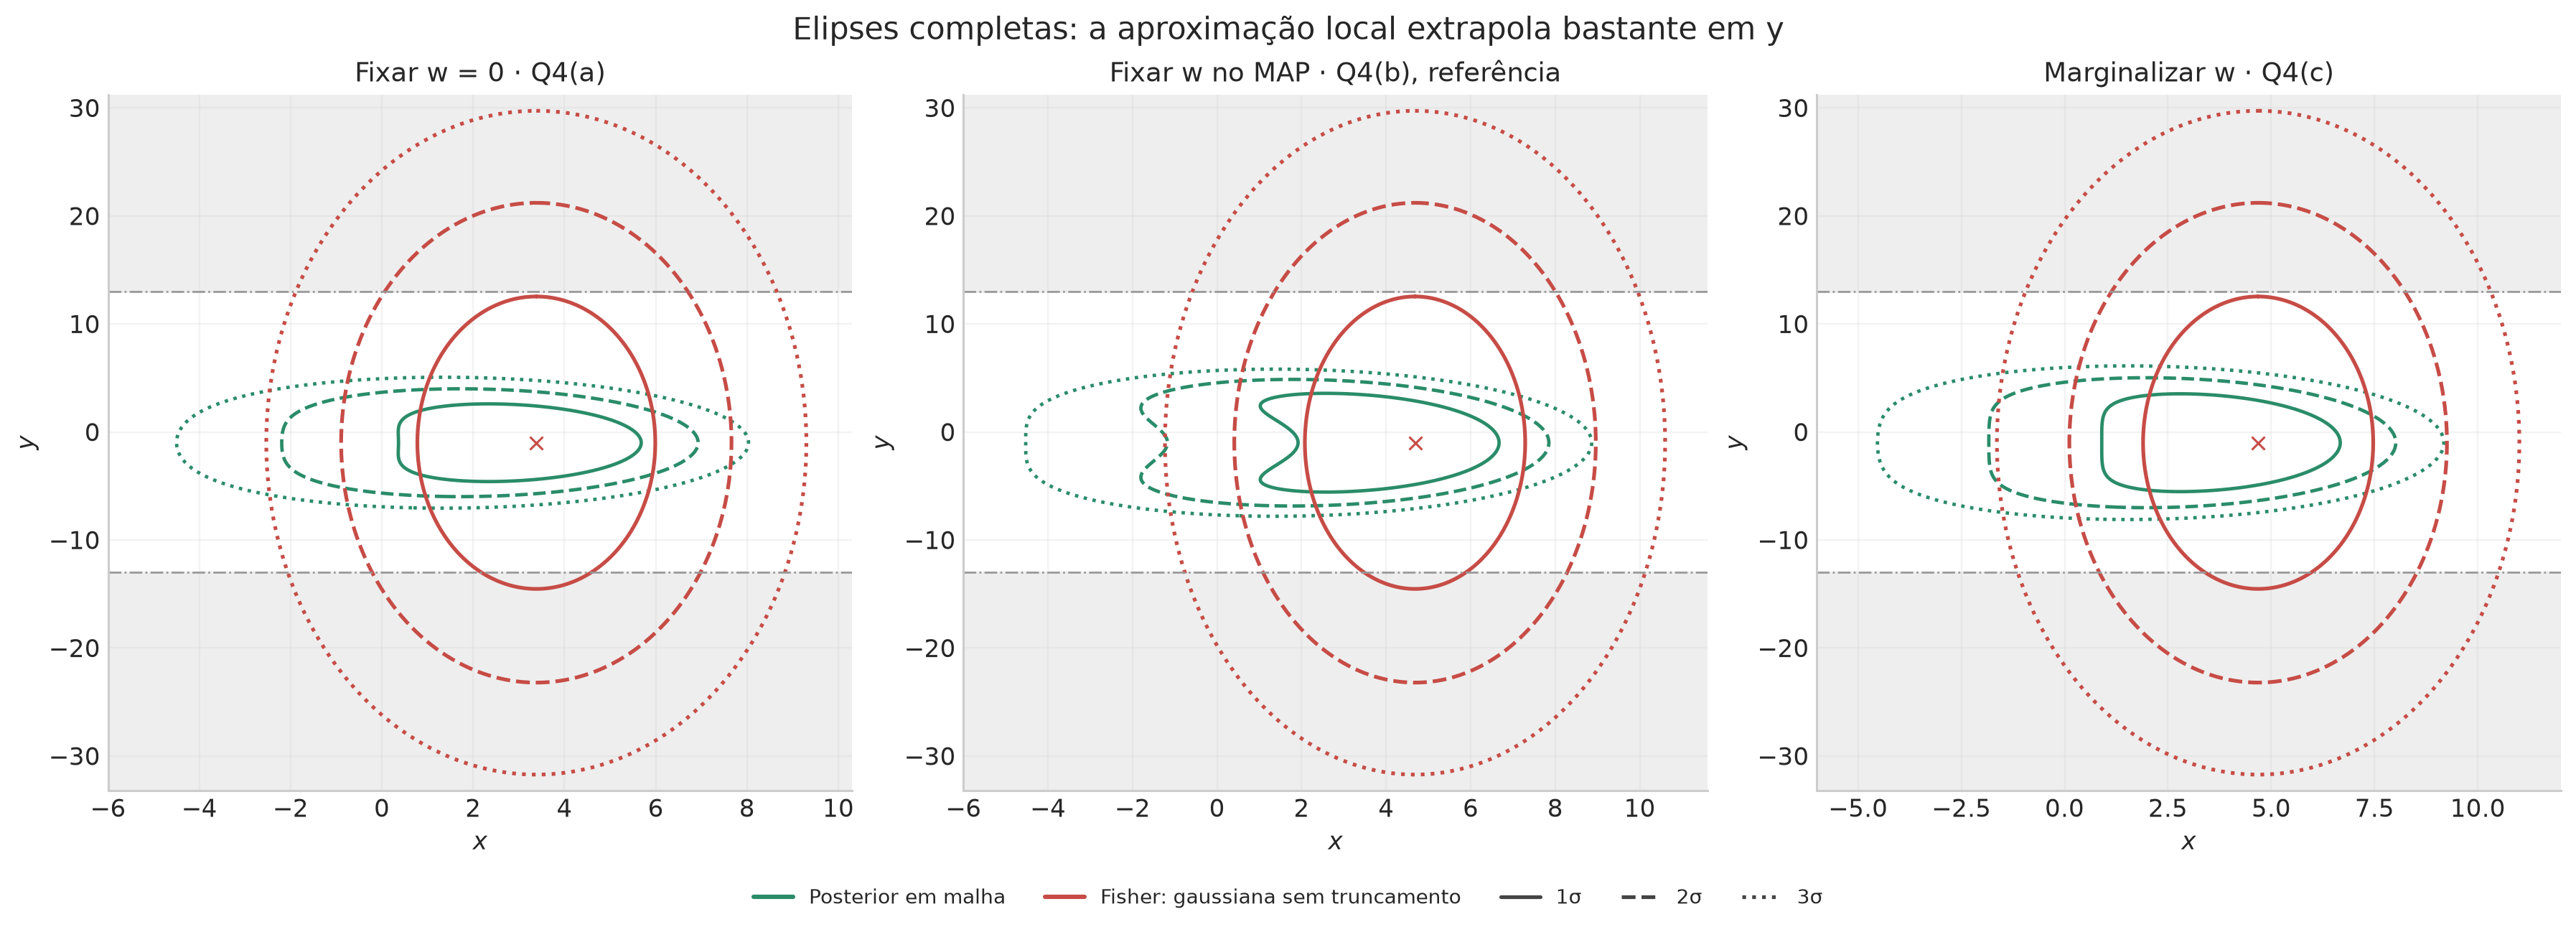 Elipses completas: a aproximação local extrapola bastante em y
Fixar w = 0 · Q4(a)
Fixar w no MAP · Q4(b), referência
Marginalizar w · Q4(c)
30
20
10
0
−10
−20
−30
y
−6 −4 −2 0 2 4 6 8 10
x
30
20
10
0
−10
−20
−30
y
−6 −4 −2 0 2 4 6 8 10
x
30
20
10
0
−10
−20
−30
y
−5.0 −2.5 0.0 2.5 5.0 7.5 10.0
x
Posterior em malha Fisher: gaussiana sem truncamento 1σ 2σ 3σ